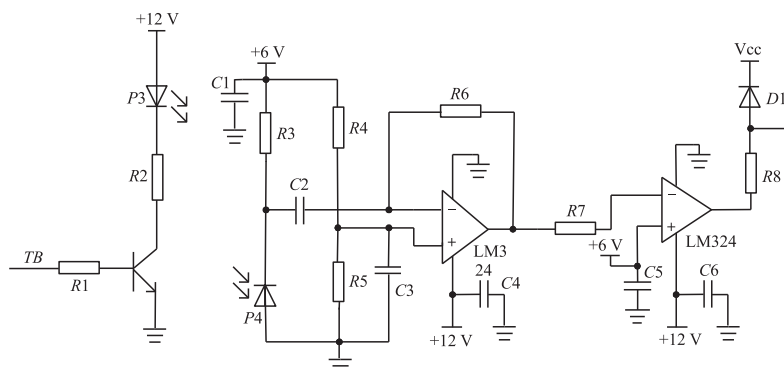 +12 V
P3
R2
TB
R1
+6 V
C1
R3
R4
C2
P4
R5
C3
R6
−
+
LM3
24
C4
+12 V
R7
+6 V
C5
−
+
LM324
C6
+12 V
Vcc
D1
R8